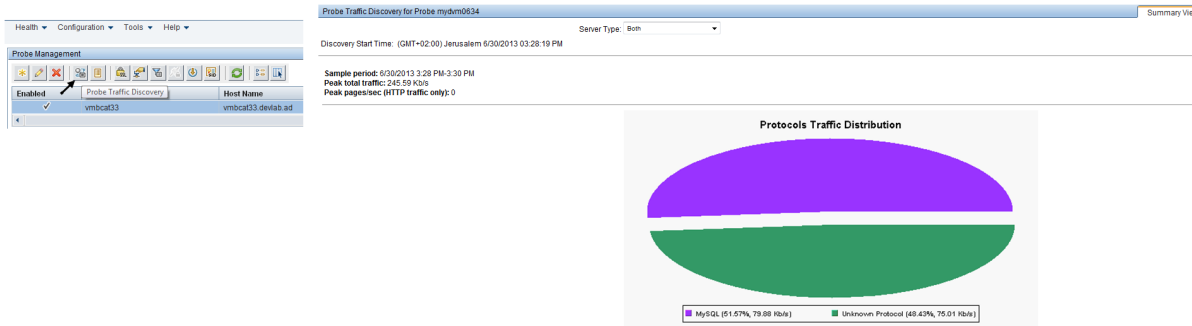 Health Configuration Tools Help
Probe Management
Probe Traffic Discovery
Enabled Host Name
vmbcat33 vmbcat33.devlab.ad
Probe Traffic Discovery for Probe mydvm0634
Summary Vie
Server Type: Both
Discovery Start Time: (GMT+02:00) Jerusalem 6/30/2013 03:28:19 PM
Sample period: 6/30/2013 3:28 PM-3:30 PM
Peak total traffic: 245.59 Kb/s
Peak pages/sec (HTTP traffic only): 0
Protocols Traffic Distribution
MySQL (51.57%, 79.88 Kb/s) Unknown Protocol (48.43%, 75.01 Kb/s)